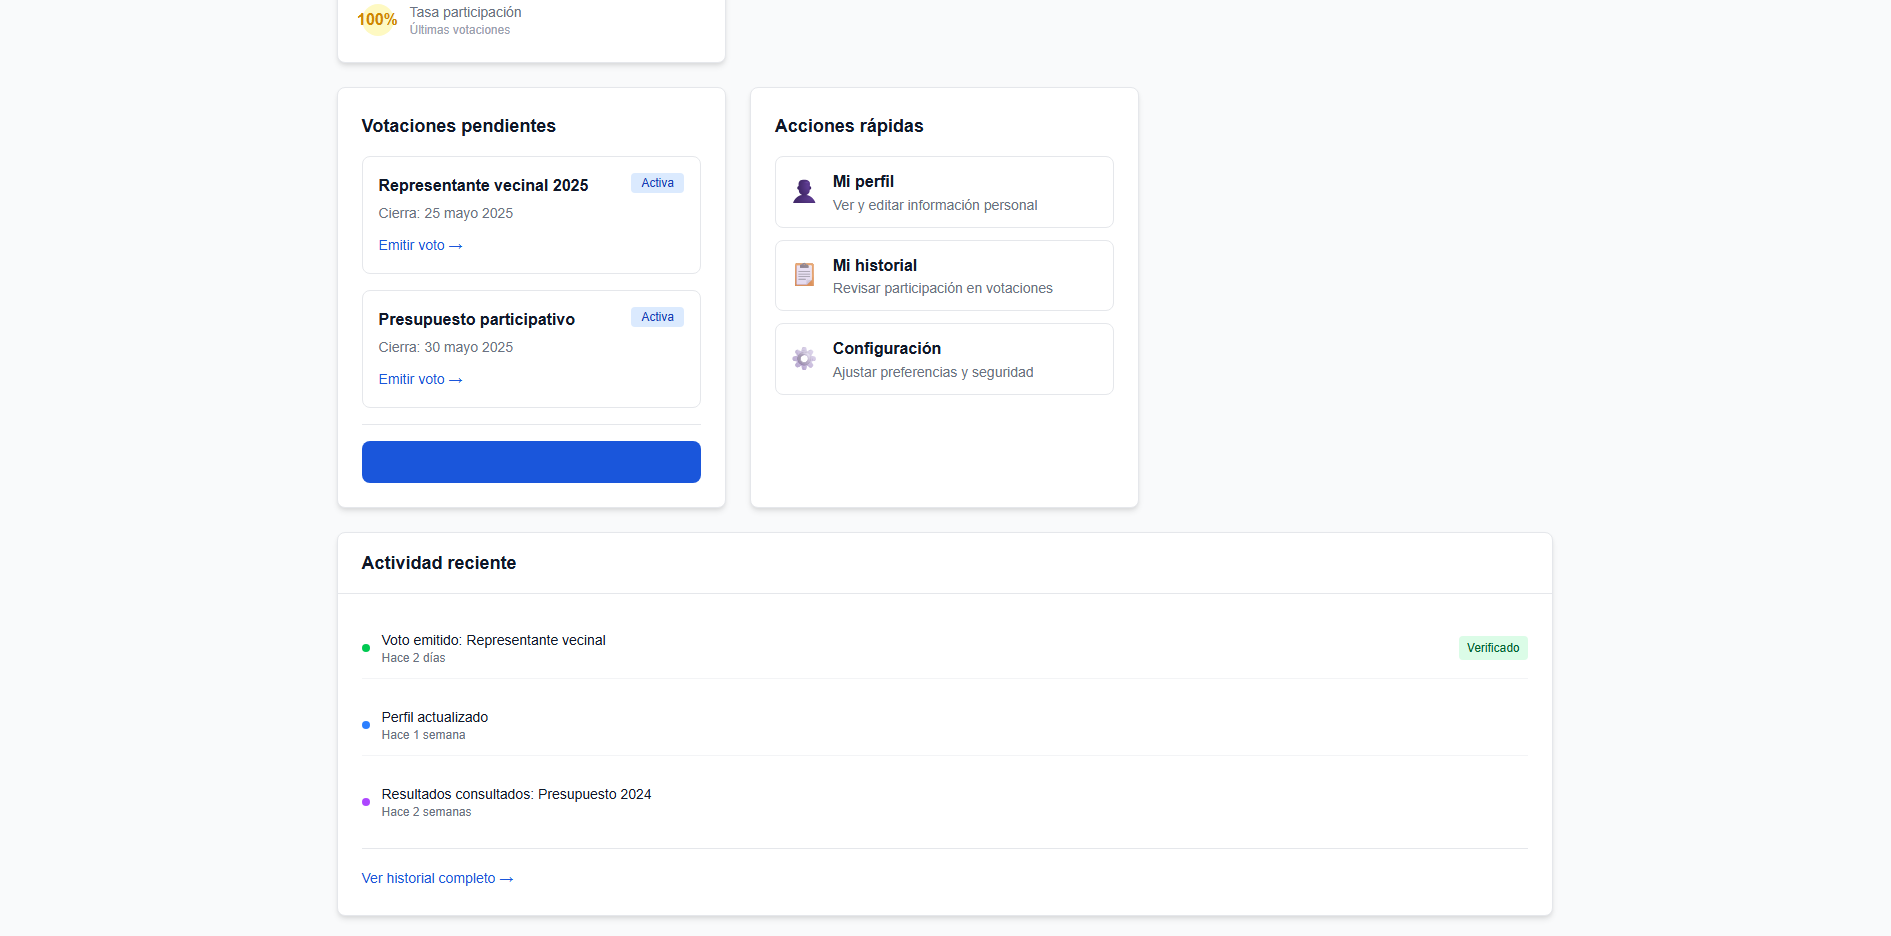 100%
Tasa participación
Últimas votaciones
Votaciones pendientes
Representante vecinal 2025
Activa
Cierra: 25 mayo 2025
Emitir voto →
Presupuesto participativo
Activa
Cierra: 30 mayo 2025
Emitir voto →
Acciones rápidas
Mi perfil
Ver y editar información personal
Mi historial
Revisar participación en votaciones
Configuración
Ajustar preferencias y seguridad
Actividad reciente
Voto emitido: Representante vecinal
Hace 2 días
Verificado
Perfil actualizado
Hace 1 semana
Resultados consultados: Presupuesto 2024
Hace 2 semanas
Ver historial completo →